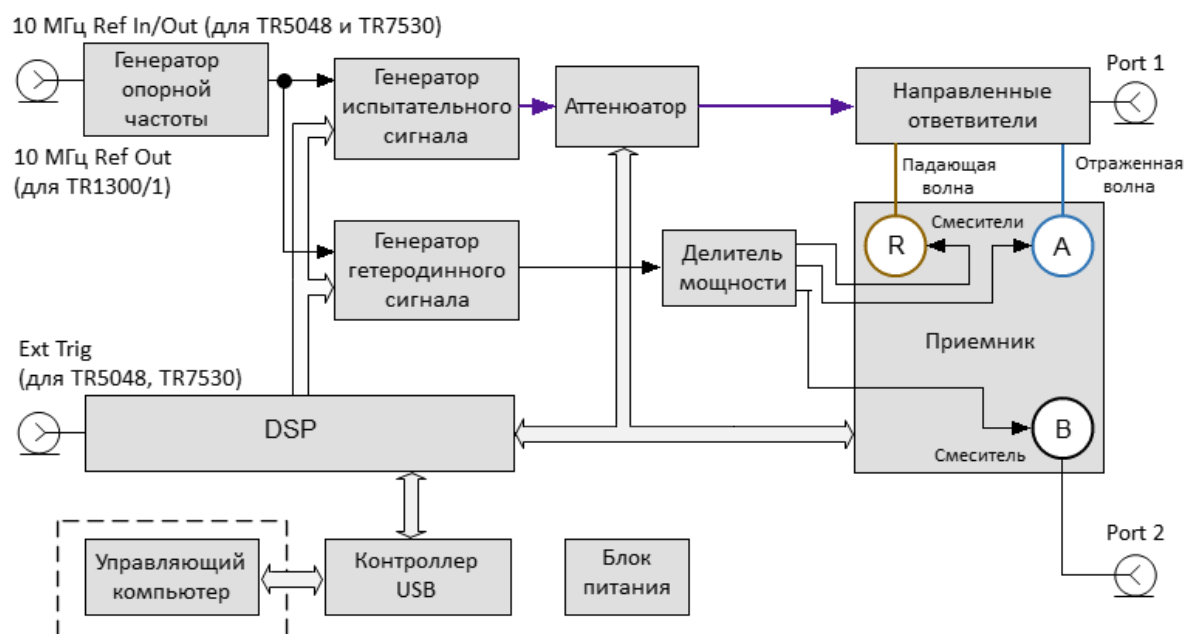 10 МГц Ref In/Out (для TR5048 и TR7530)
Генератор
опорной
частоты
10 МГц Ref Out
(для TR1300/1)
Генератор
испытательного
сигнала
Аттенюатор
Направленные
ответвители
Port 1
Падающая
волна
Отраженная
волна
Генератор
гетеродинного
сигнала
Делитель
мощности
Смесители
R
A
Приемник
Ext Trig
(для TR5048, TR7530)
DSP
B
Смеситель
Управляющий
компьютер
Контроллер
USB
Блок
питания
Port 2